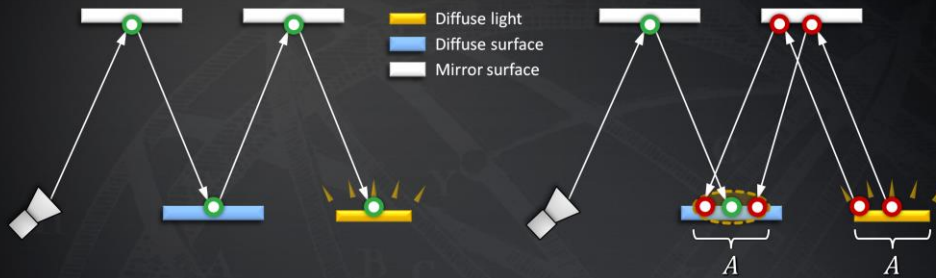 Diffuse light
Diffuse surface
Mirror surface
A
A